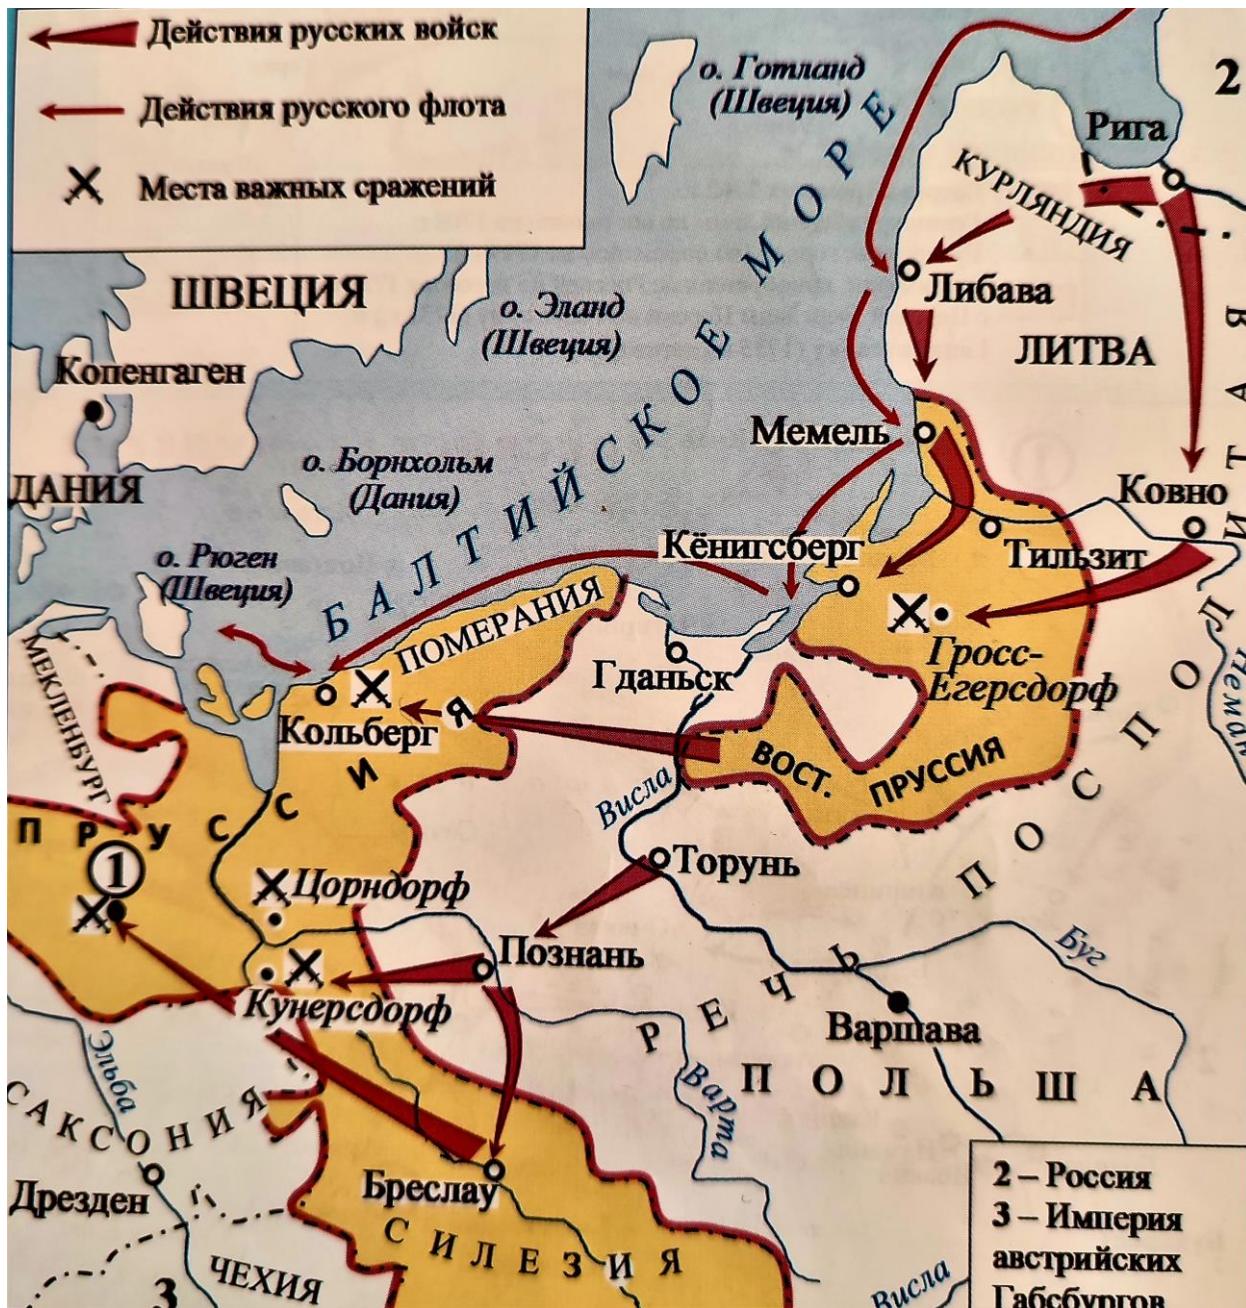 Действия русских войск
Действия русского флота
Места важных сражений
о. Готланд
(Швеция)
2
Рига
КУРЛЯНДИЯ
БАЛТИЙСКОЕ МОРЕ
ШВЕЦИЯ
о. Эланд
(Швеция)
Либава
ЛИТВА
Копенгаген
Мемель
о. Борнхольм
(Дания)
ДАНИЯ
Ковно
Кёнигсберг
Тильзит
о. Рюген
(Швеция)
ПОМЕРАНИЯ
МЕКЛЕНБУРГ
Гросс-
Егерсдорф
Гданьск
Неман
Кольберг
ВОСТ. ПРУССИЯ
Висла
ПРУССИЯ
1
Торунь
Цорндорф
РЕЧЬ ПОСПОЛИТАЯ
Познань
Буг
Кунерсдорф
Варшава
Эльба
Варта
ПОЛЬША
САКСОНИЯ
Бреслау
Дрезден
СИЛЕЗИЯ
ЧЕХИЯ
3
Висла
2 – Россия
3 – Империя
австрийских
Габсбургов